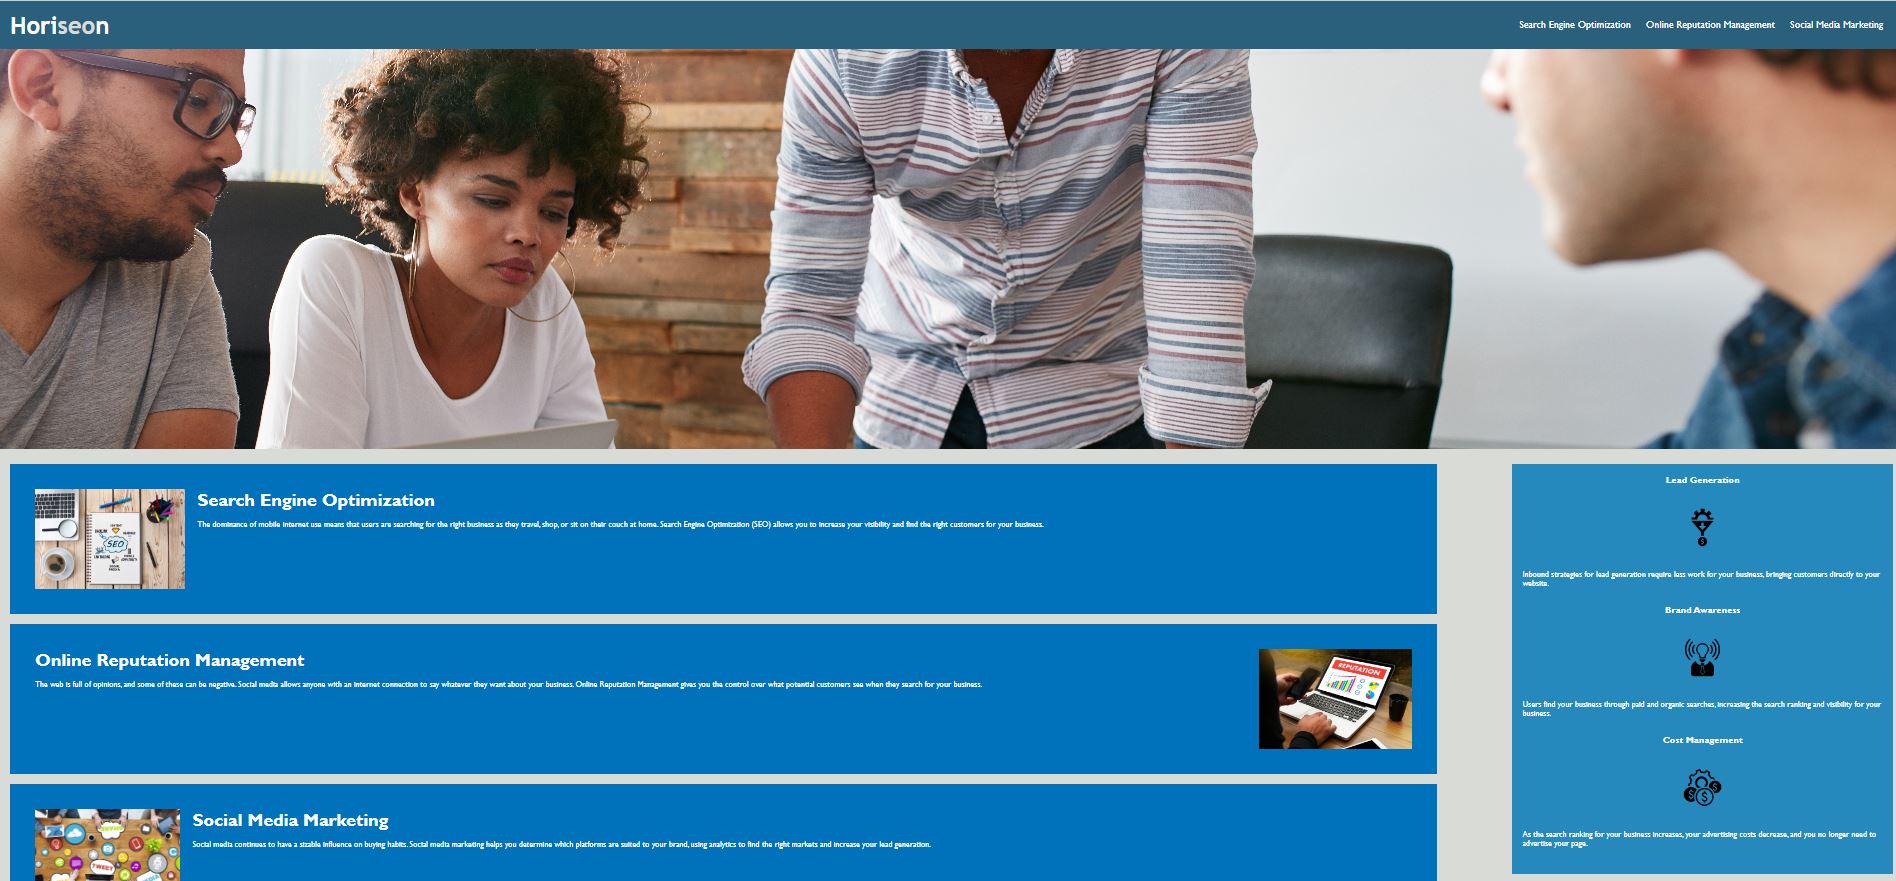 Horiseon
Search Engine Optimization
Online Reputation Management
Social Media Marketing
SEO
Search Engine Optimization
The dominance of mobile internet use means that users are searching for the right business as they travel, shop, or sit on their couch at home. Search Engine Optimization (SEO) allows you to increase your visibility and find the right customers for your business.
Online Reputation Management
The web is full of opinions, and some of these can be negative. Social media allows anyone with an internet connection to say whatever they want about your business. Online Reputation Management gives you the control over what potential customers see when they search for your business.
REPUTATION
Social Media Marketing
Social media continues to have a sizable influence on buying habits. Social media marketing helps you determine which platforms are suited to your brand, using analytics to find the right markets and increase your lead generation.
TWEET
Lead Generation
$
Inbound strategies for lead generation require less work for your business, bringing customers directly to your
website.
Brand Awareness
Users find your business through paid and organic searches, increasing the search ranking and visibility for your
business.
Cost Management
$ $ $
As the search ranking for your business increases, your advertising costs decrease, and you no longer need to
advertise your page.